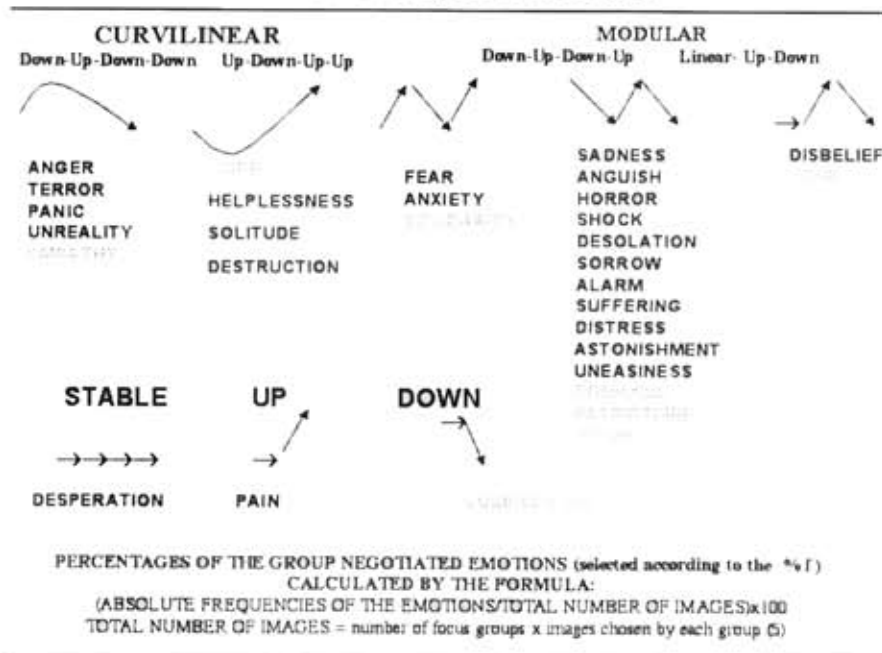 CURVILINEAR
MODULAR
Down-Up-Down-Down
Up-Down-Up-Up
Down-Up-Down-Up
Linear- Up-Down
ANGER
TERROR
PANIC
UNREALITY
HELPLESSNESS
SOLITUDE
DESTRUCTION
FEAR
ANXIETY
SADNESS
ANGUISH
HORROR
SHOCK
DESOLATION
SORROW
ALARM
SUFFERING
DISTRESS
ASTONISHMENT
UNEASINESS
DISBELIEF
STABLE
UP
DOWN
DESPERATION
PAIN
PERCENTAGES OF THE GROUP NEGOTIATED EMOTIONS (selected according to the % f)
CALCULATED BY THE FORMULA:
(ABSOLUTE FREQUENCIES OF THE EMOTIONS/TOTAL NUMBER OF IMAGES)x100
TOTAL NUMBER OF IMAGES = number of focus groups x images chosen by each group (5)